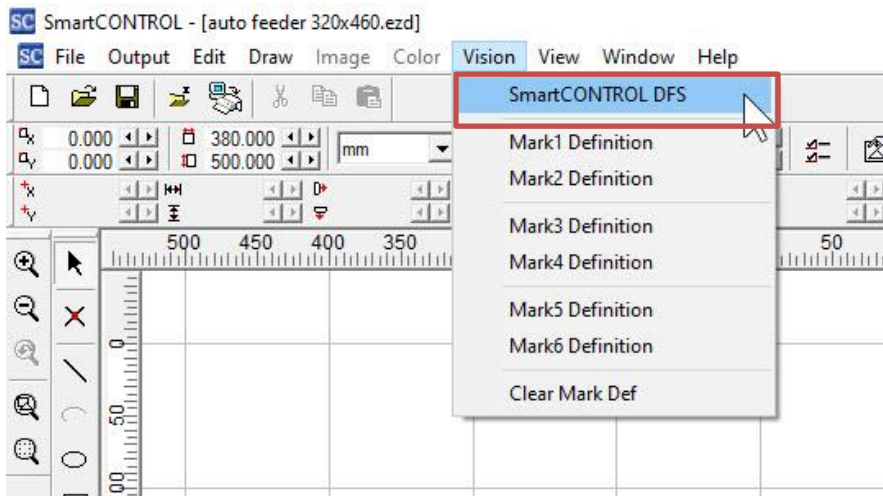 SC SmartCONTROL - [auto feeder 320x460.ezd]
SC File Output Edit Draw Image Color Vision View Window Help
SmartCONTROL DFS
0.000 380.000 mm
0.000 500.000
Mark1 Definition
Mark2 Definition
Mark3 Definition
Mark4 Definition
Mark5 Definition
Mark6 Definition
Clear Mark Def
500 450 400 350 50
0
50